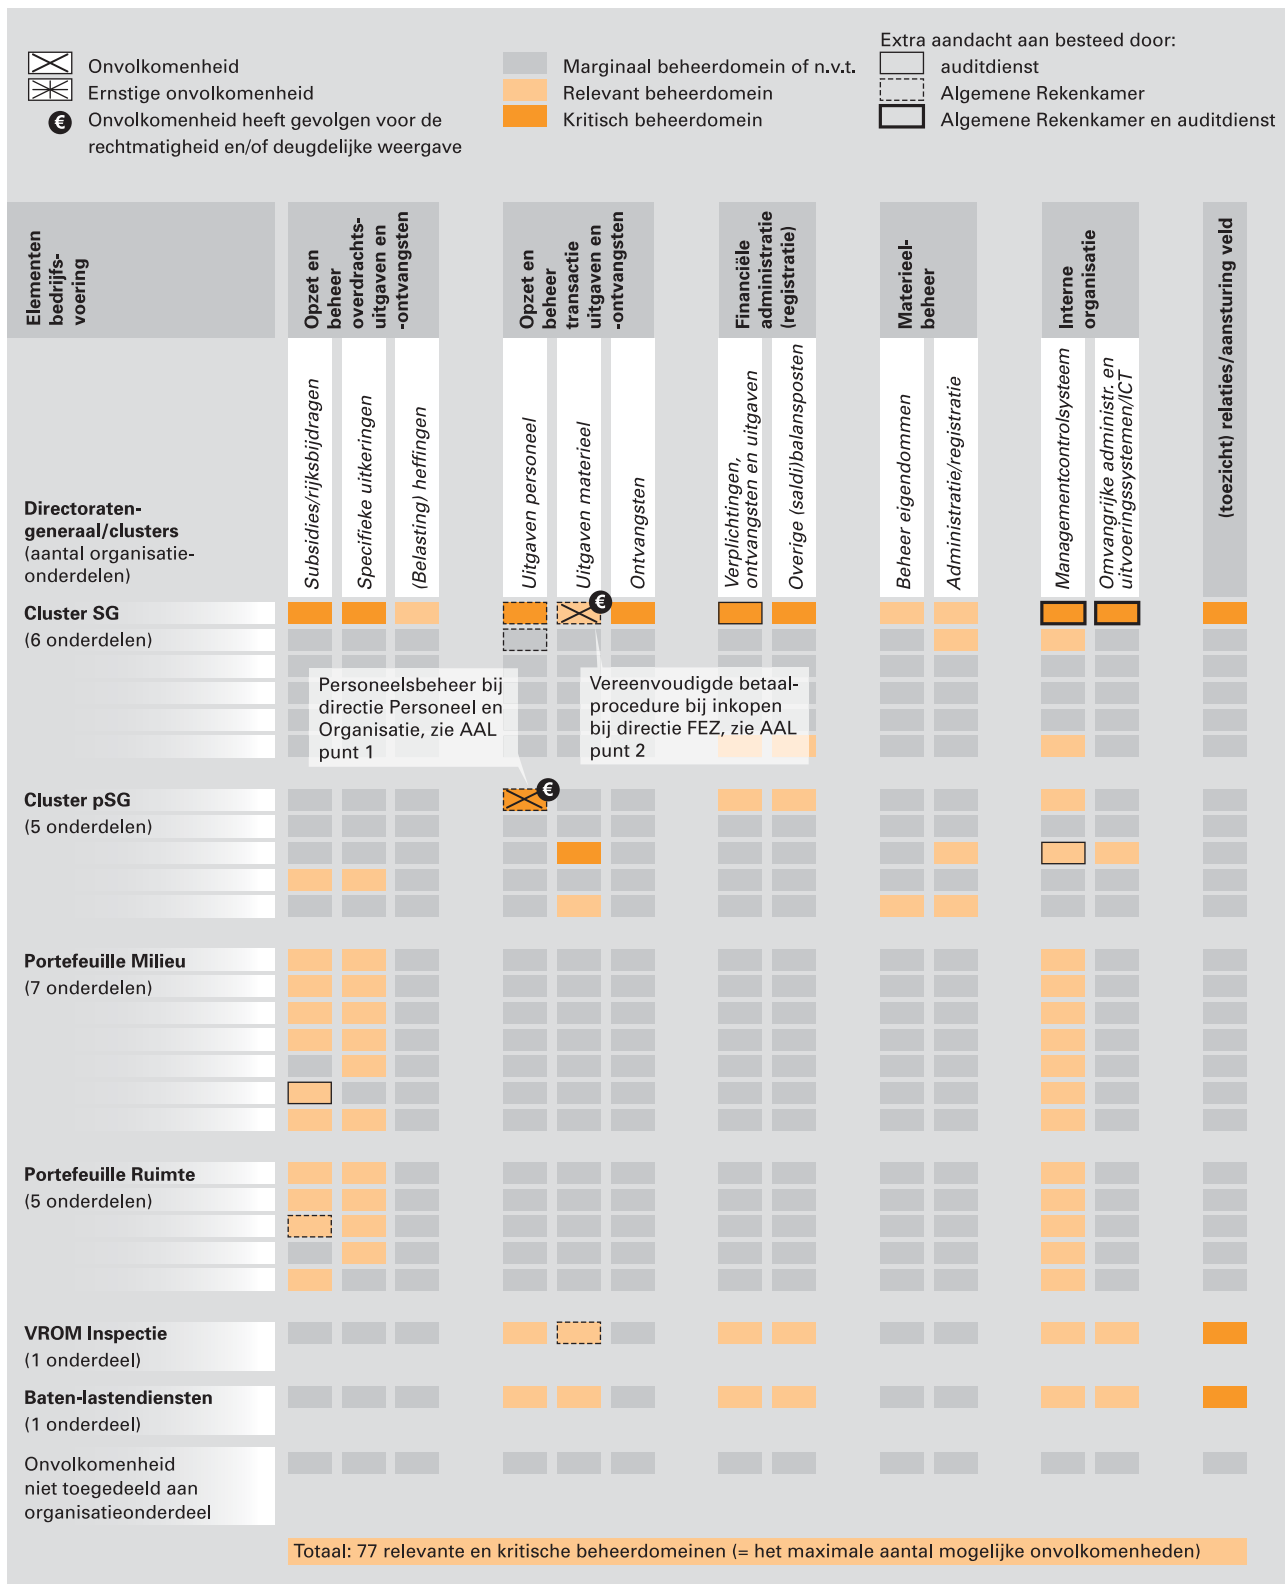 Onvolkomenheid
Ernstige onvolkomenheid
€ Onvolkomenheid heeft gevolgen voor de
rechtmatigheid en/of deugdelijke weergave
Marginaal beheerdomein of n.v.t.
Relevant beheerdomein
Kritisch beheerdomein
Extra aandacht aan besteed door:
auditdienst
Algemene Rekenkamer
Algemene Rekenkamer en auditdienst
Elementen
bedrijfs-
voering
Opzet en
beheer
overdrachts-
uitgaven en
-ontvangsten
Opzet en
beheer
transactie
uitgaven en
-ontvangsten
Financiële
administratie
(registratie)
Materieel-
beheer
Interne
organisatie
(toezicht) relaties/aansturing veld
Directoraten-
generaal/clusters
(aantal organisatie-
onderdelen)
Subsidies/rijksbijdragen
Specifieke uitkeringen
(Belasting) heffingen
Uitgaven personeel
Uitgaven materieel
Ontvangsten
Verplichtingen,
ontvangsten en uitgaven
Overige (saldi)balansposten
Beheer eigendommen
Administratie/registratie
Managementcontrolsysteem
Omvangrijke administr. en
uitvoeringssystemen/ICT
Cluster SG
€
(6 onderdelen)
Personeelsbeheer bij
directie Personeel en
Organisatie, zie AAL
punt 1
Vereenvoudigde betaal-
procedure bij inkopen
bij directie FEZ, zie AAL
punt 2
Cluster pSG
€
(5 onderdelen)
Portefeuille Milieu
(7 onderdelen)
Portefeuille Ruimte
(5 onderdelen)
VROM Inspectie
(1 onderdeel)
Baten-lastendiensten
(1 onderdeel)
Onvolkomenheid
niet toegedeeld aan
organisatieonderdeel
Totaal: 77 relevante en kritische beheerdomeinen (= het maximale aantal mogelijke onvolkomenheden)